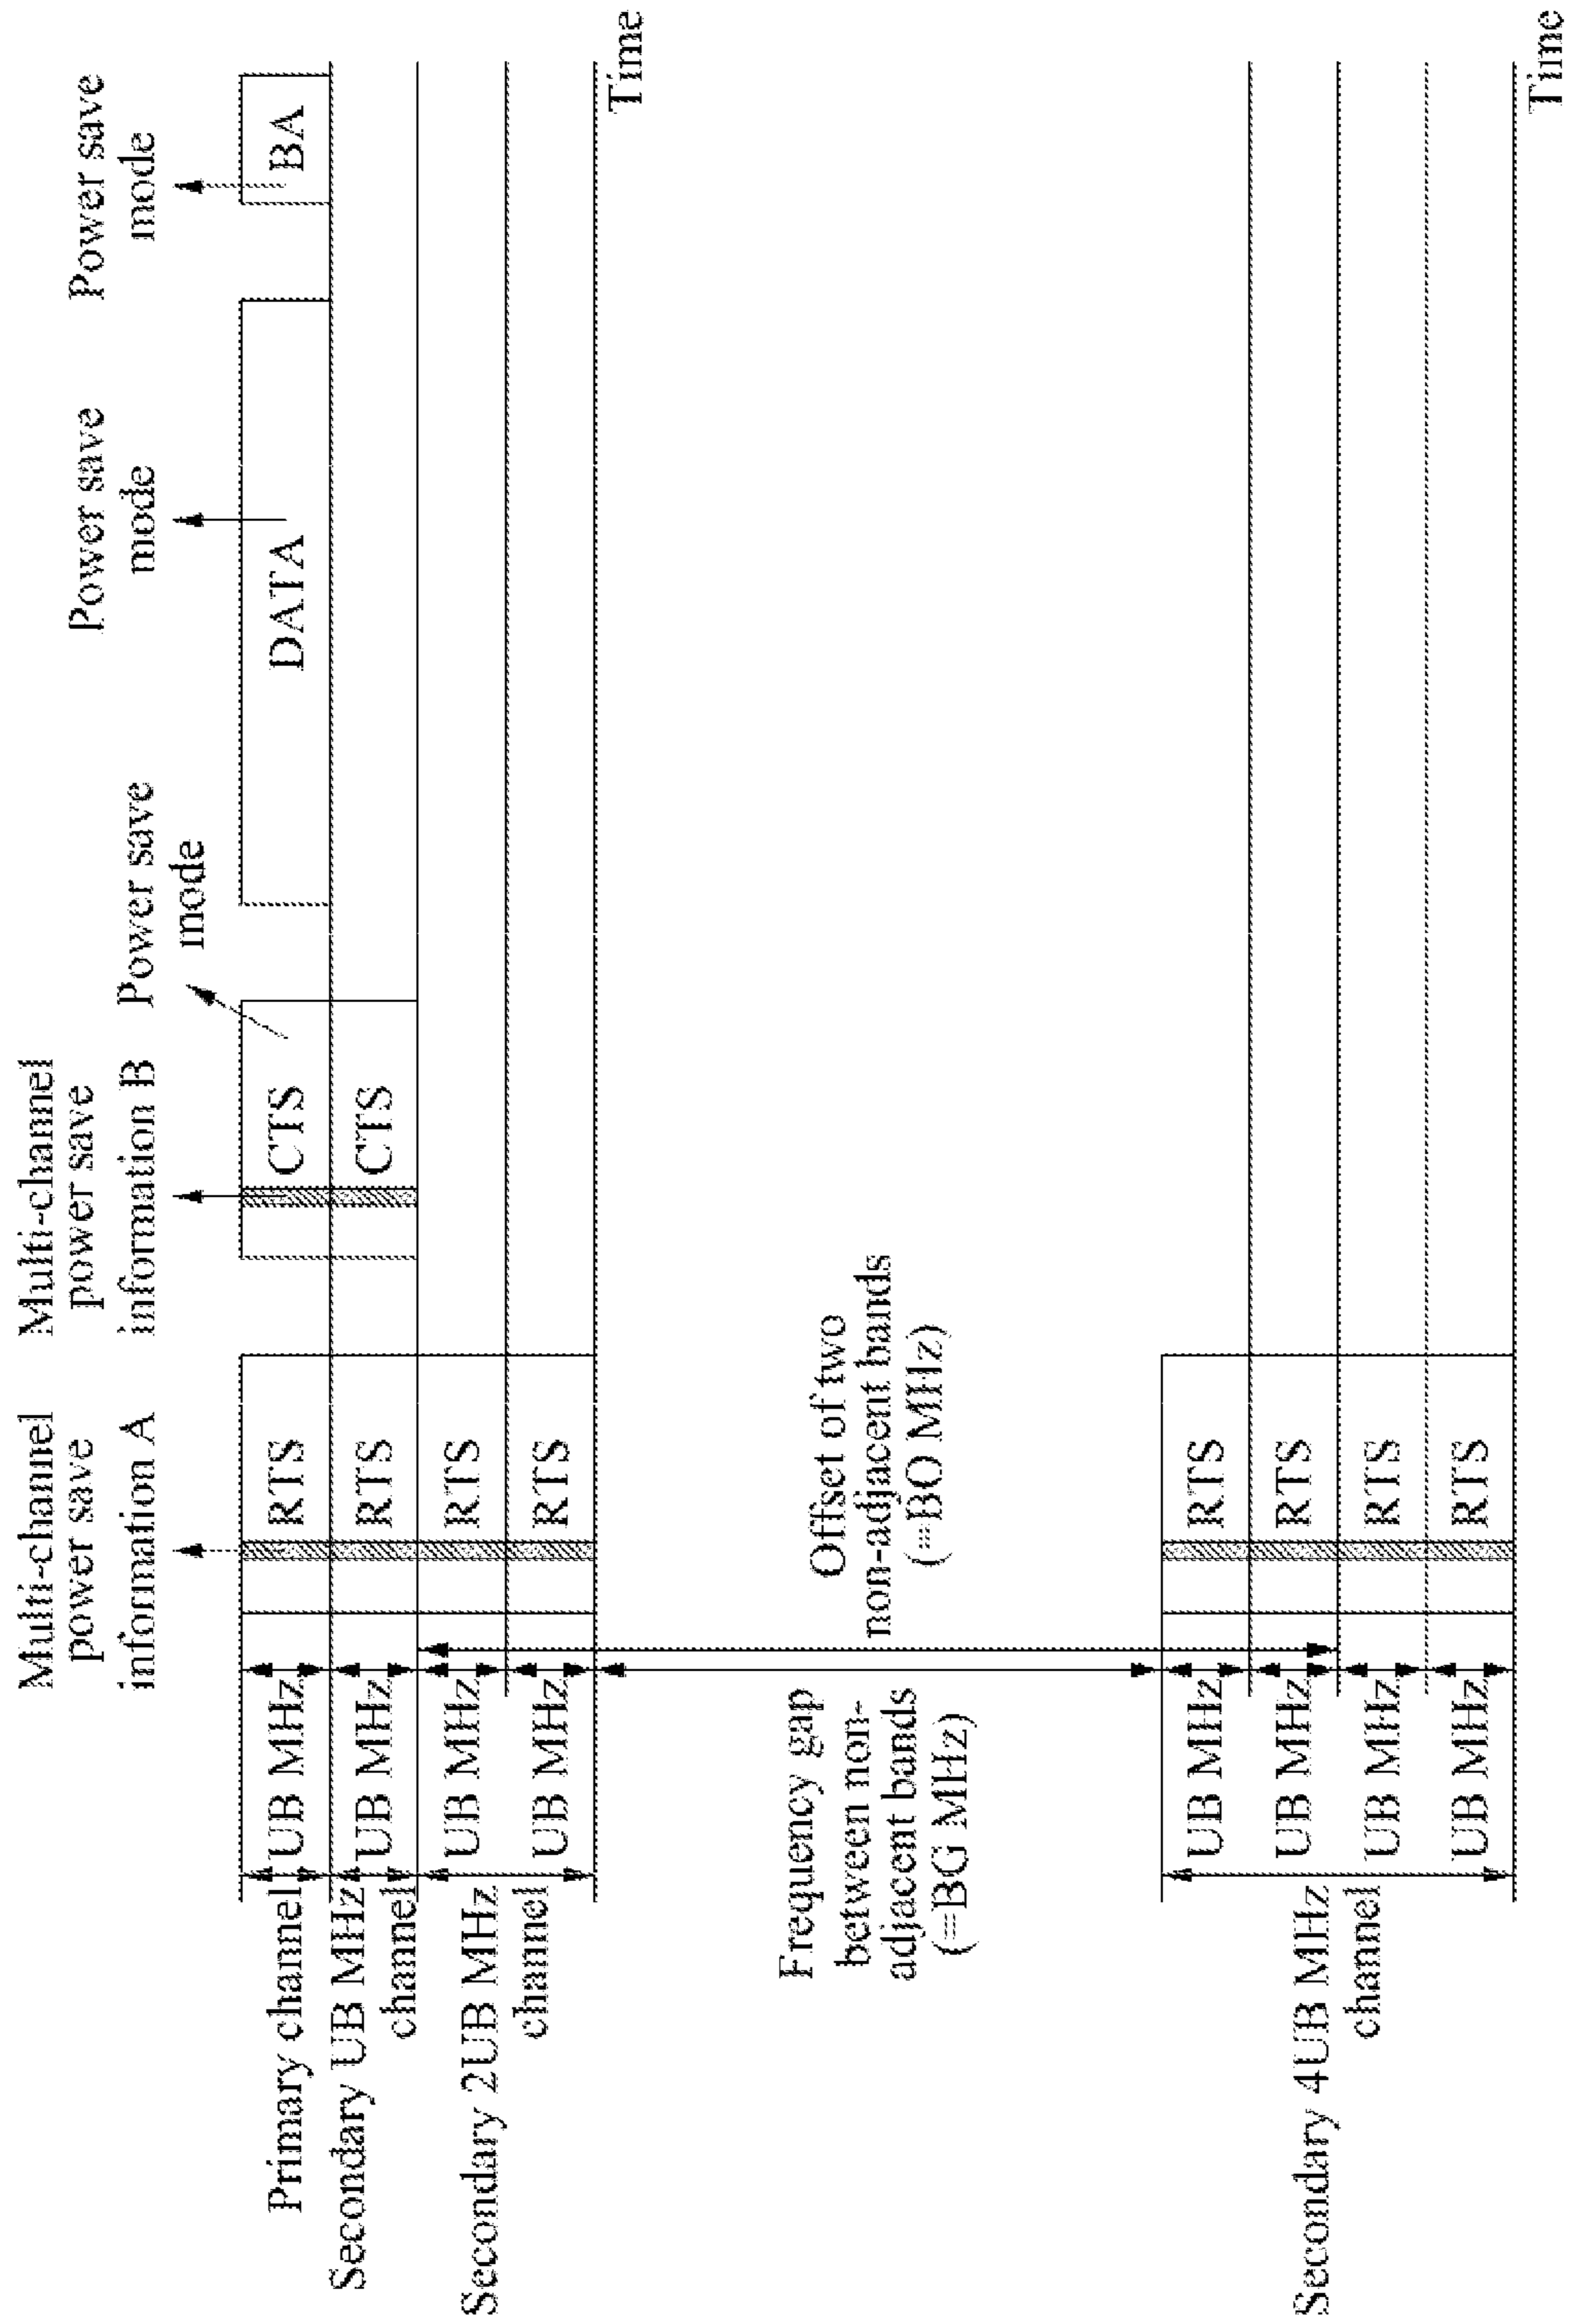 Multi-channel
power save
information A
Multi-channel
power save
information B
Power save
mode
Power save
mode
Power save
mode
Primary channel
UB MHz
RTS
CTS
DATA
BA
Secondary UB MHz
channel
UB MHz
RTS
CTS
Secondary 2UB MHz
channel
UB MHz
RTS
UB MHz
RTS
Time
Frequency gap
between non-
adjacent bands
(=BG MHz)
Offset of two
non-adjacent bands
(=BO MHz)
Secondary 4UB MHz
channel
UB MHz
RTS
UB MHz
RTS
UB MHz
RTS
UB MHz
RTS
Time